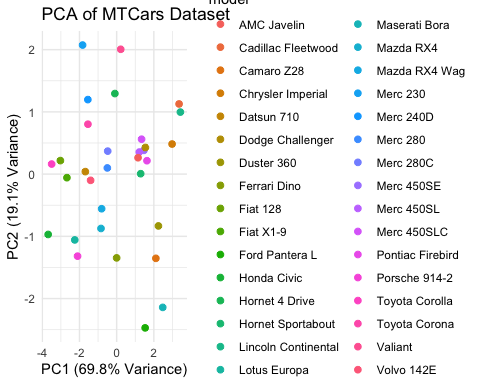 model
PCA of MTCars Dataset
AMC Javelin
Cadillac Fleetwood
Camaro Z28
Chrysler Imperial
Datsun 710
Dodge Challenger
Duster 360
Ferrari Dino
Fiat 128
Fiat X1-9
Ford Pantera L
Honda Civic
Hornet 4 Drive
Hornet Sportabout
Lincoln Continental
Lotus Europa
Maserati Bora
Mazda RX4
Mazda RX4 Wag
Merc 230
Merc 240D
Merc 280
Merc 280C
Merc 450SE
Merc 450SL
Merc 450SLC
Pontiac Firebird
Porsche 914-2
Toyota Corolla
Toyota Corona
Valiant
Volvo 142E
PC2 (19.1% Variance)
2
1
0
-1
-2
-4
-2
0
2
PC1 (69.8% Variance)